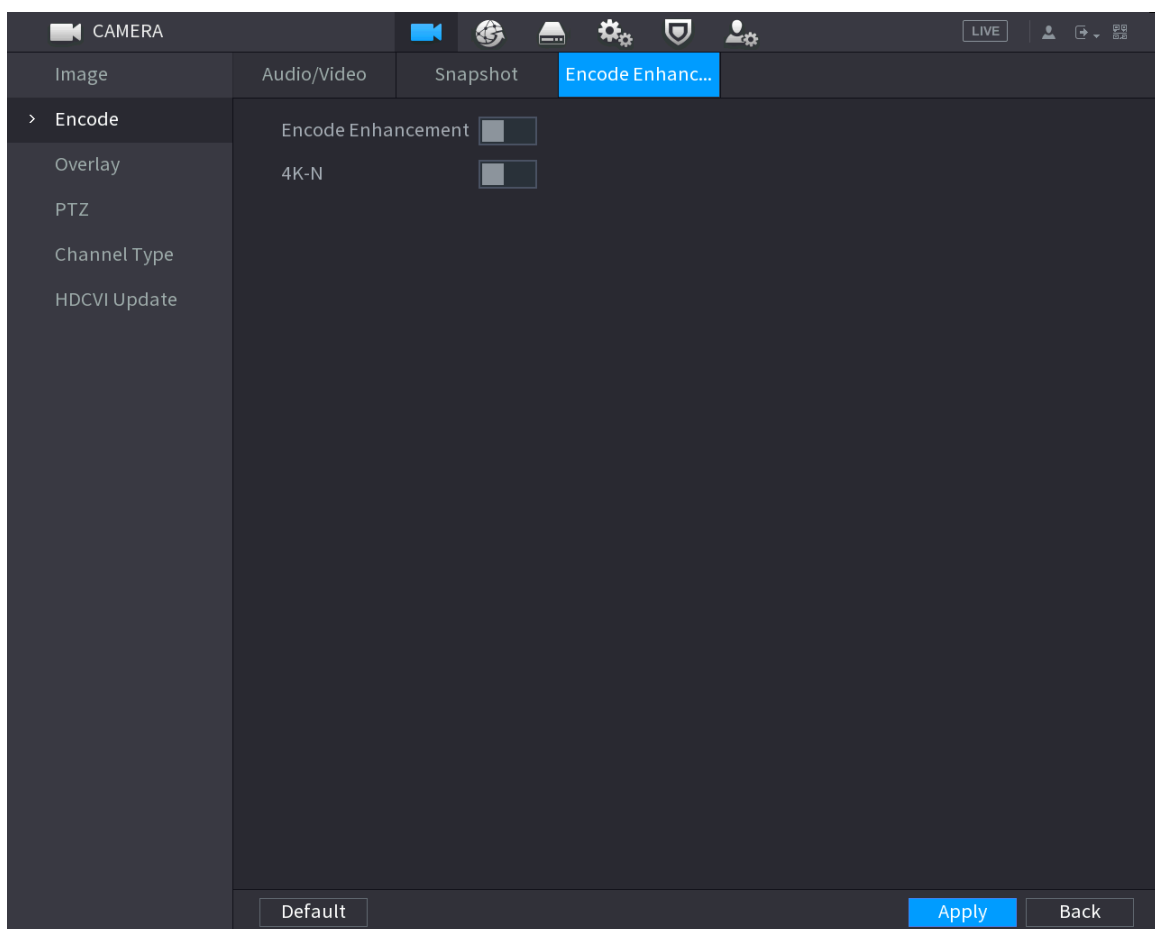 CAMERA
LIVE
Image
Audio/Video
Snapshot
Encode Enhanc...
Encode
Encode Enhancement
Overlay
4K-N
PTZ
Channel Type
HDCVI Update
Default
Apply
Back